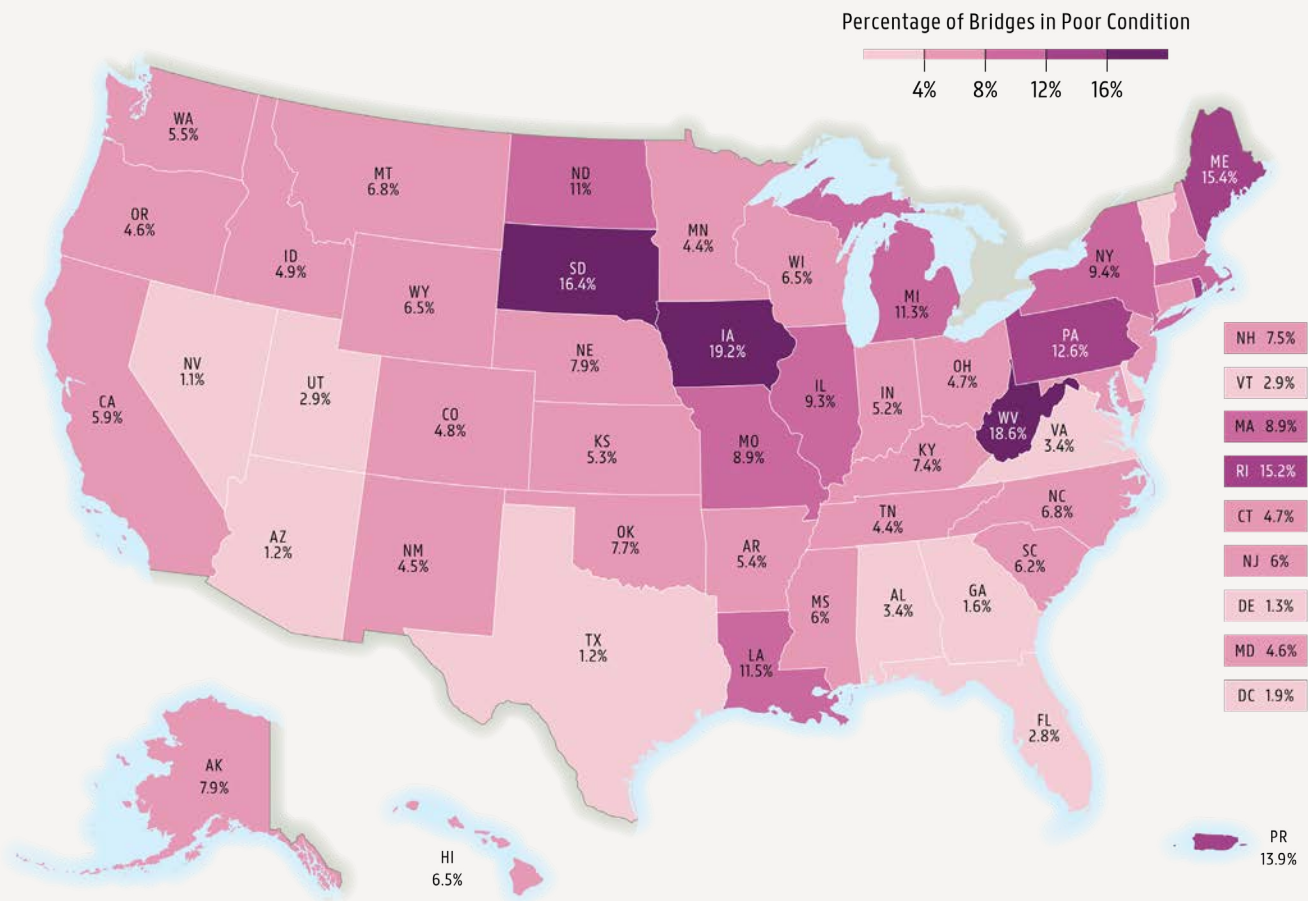 Percentage of Bridges in Poor Condition
4% 8% 12% 16%
WA
5.5%
OR
4.6%
ID
4.9%
MT
6.8%
ND
11%
MN
4.4%
WI
6.5%
MI
11.3%
NY
9.4%
ME
15.4%
SD
16.4%
WY
6.5%
NE
7.9%
IA
19.2%
IL
9.3%
IN
5.2%
OH
4.7%
PA
12.6%
WV
18.6%
VA
3.4%
NV
1.1%
UT
2.9%
CA
5.9%
CO
4.8%
KS
5.3%
MO
8.9%
KY
7.4%
NC
6.8%
TN
4.4%
SC
6.2%
AZ
1.2%
NM
4.5%
OK
7.7%
AR
5.4%
MS
6%
AL
3.4%
GA
1.6%
TX
1.2%
LA
11.5%
FL
2.8%
AK
7.9%
HI
6.5%
NH 7.5%
VT 2.9%
MA 8.9%
RI 15.2%
CT 4.7%
NJ 6%
DE 1.3%
MD 4.6%
DC 1.9%
PR
13.9%